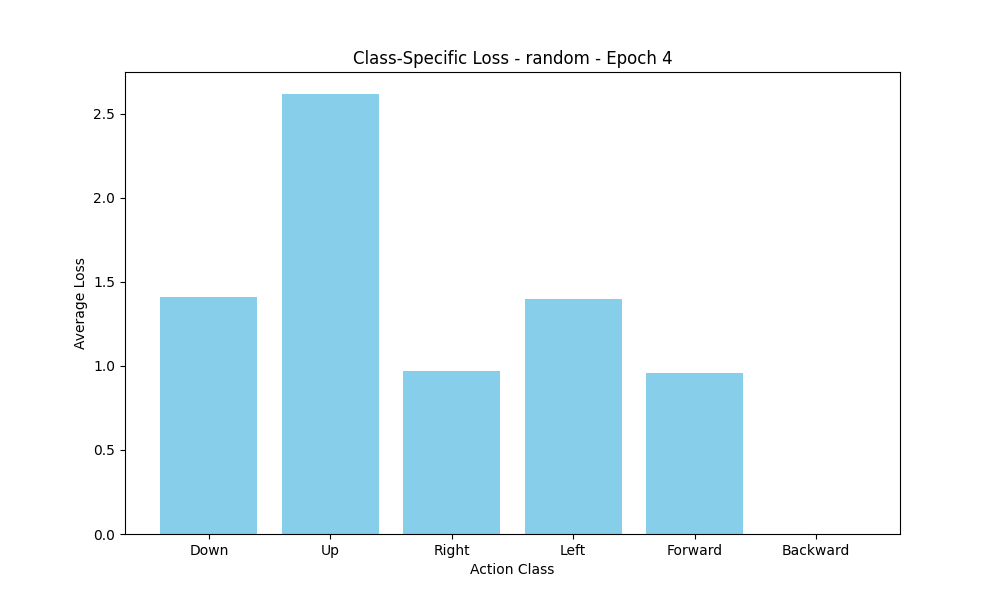 Class-Specific Loss - random - Epoch 4
2.5
2.0
1.5
1.0
0.5
0.0
Average Loss
Down Up Right Left Forward Backward
Action Class